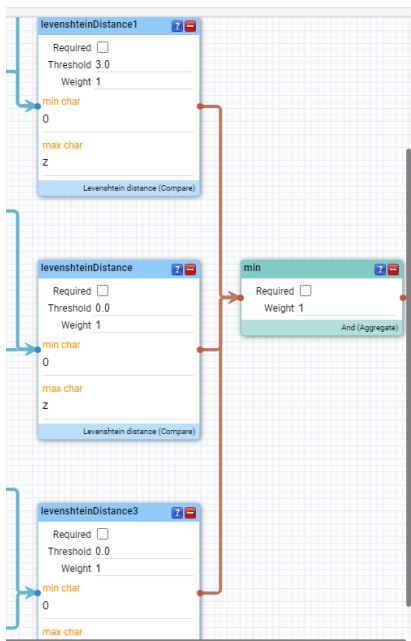 levenshteinDistance1
?
Required
Threshold 3.0
Weight 1
min char
0
max char
z
Levenshtein distance (Compare)
levenshteinDistance
?
Required
Threshold 0.0
Weight 1
min char
0
max char
z
Levenshtein distance (Compare)
min
?
Required
Weight 1
And (Aggregate)
levenshteinDistance3
?
Required
Threshold 0.0
Weight 1
min char
0
max char